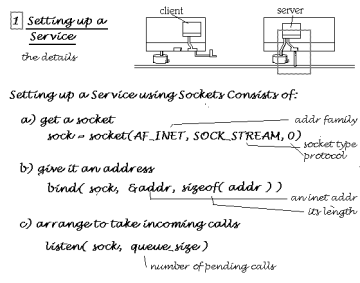 1 Setting up a
Service
the details
client
server
Setting up a Service using Sockets Consists of:
a) get a socket
addr family
sock = socket(AF_INET, SOCK_STREAM, 0)
socket type
protocol
b) give it an address
bind( sock, &addr, sizeof( addr ) )
an inet addr
its length
c) arrange to take incoming calls
listen( sock, queue_size )
number of pending calls